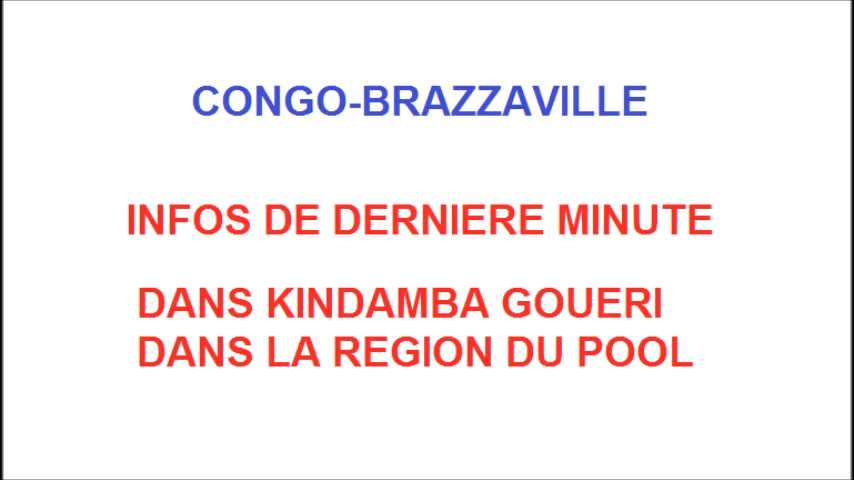 CONGO-BRAZZAVILLE
INFOS DE DERNIERE MINUTE
DANS KINDAMBA GOUERI
DANS LA REGION DU POOL